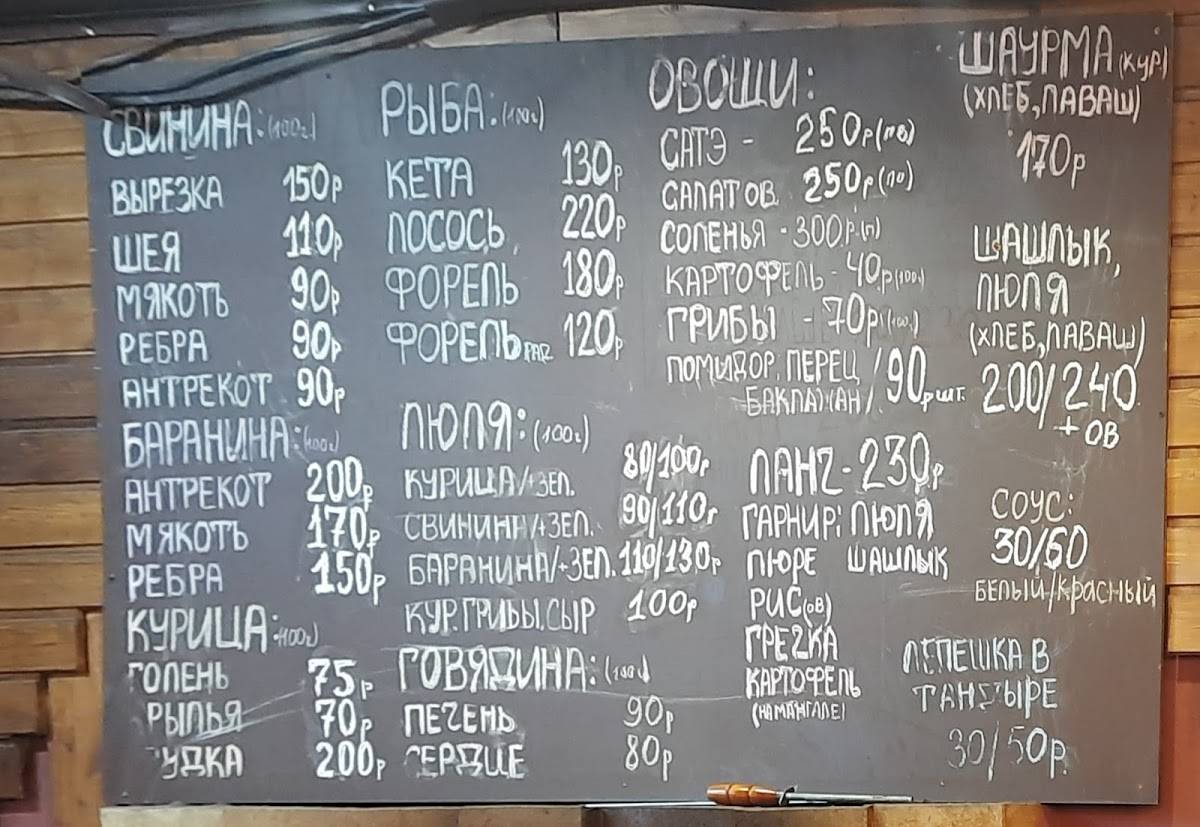 СВИНИНА: (100г)
ВЫРЕЗКА 150р
ШЕЯ 110р
МЯКОТЬ 90р
РЕБРА 90р
АНТРЕКОТ 90р
БАРАНИНА: (100г)
АНТРЕКОТ 200р
МЯКОТЬ 170р
РЕБРА 150р
КУРИЦА: (100г)
ГОЛЕНЬ 75р
РЫЛЬЯ 70р
УДКА 200р
РЫБА: (100г)
КЕТА 130р
ЛОСОСЬ 220р
ФОРЕЛЬ 180р
ФОРЕЛЬ 120р
ЛЮЛЯ: (100г)
КУРИЦА/+ЗЕЛ. 80/100р
СВИНИНА/+ЗЕЛ. 90/110р
БАРАНИНА/+ЗЕЛ. 110/130р
КУР.ГРИБЫ.СЫР 100р
ГОВЯДИНА: (100г)
ПЕЧЕНЬ 90р
СЕРДЦЕ 80р
ОВОЩИ:
САТЭ - 250р
САЛАТОВ. 250р
СОЛЕНЬЯ - 300р(п)
КАРТОФЕЛЬ - 40р(100г)
ГРИБЫ - 70р(100г)
ПОМИДОР, ПЕРЕЦ / 90р шт.
БАКЛАЖАН /
ЛАНЧ - 230р
ГАРНИР: ЛЮЛЯ
ПЮРЕ ШАШЛЫК
РИС(ов)
ГРЕЧКА
КАРТОФЕЛЬ
(НА МАНГАЛЕ)
ШАУРМА (КУР)
(ХЛЕБ, ЛАВАШ)
170р
ШАШЛЫК,
ЛЮЛЯ
(ХЛЕБ, ЛАВАШ)
200/240
+ ОВ
СОУС:
30/60
БЕЛЫЙ/КРАСНЫЙ
ЛЕПЕШКА В
ТАНДЫРЕ
30/50р.